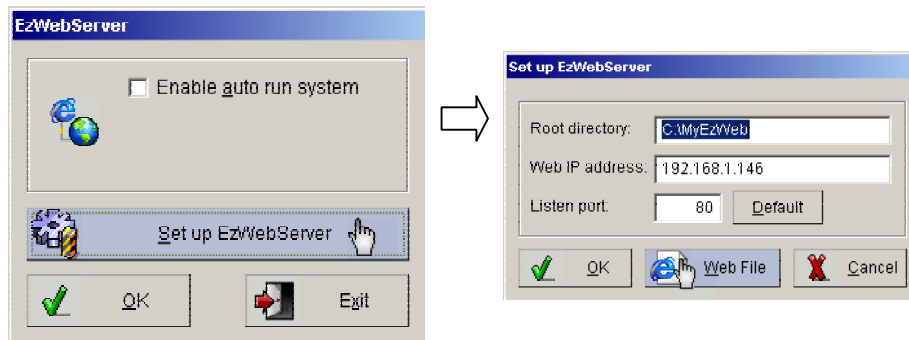 EzWebServer
Enable auto run system
Set up EzWebServer
OK
Exit
Set up EzWebServer
Root directory: C:\MyEzWeb
Web IP address: 192.168.1.146
Listen port: 80 Default
OK
Web File
Cancel